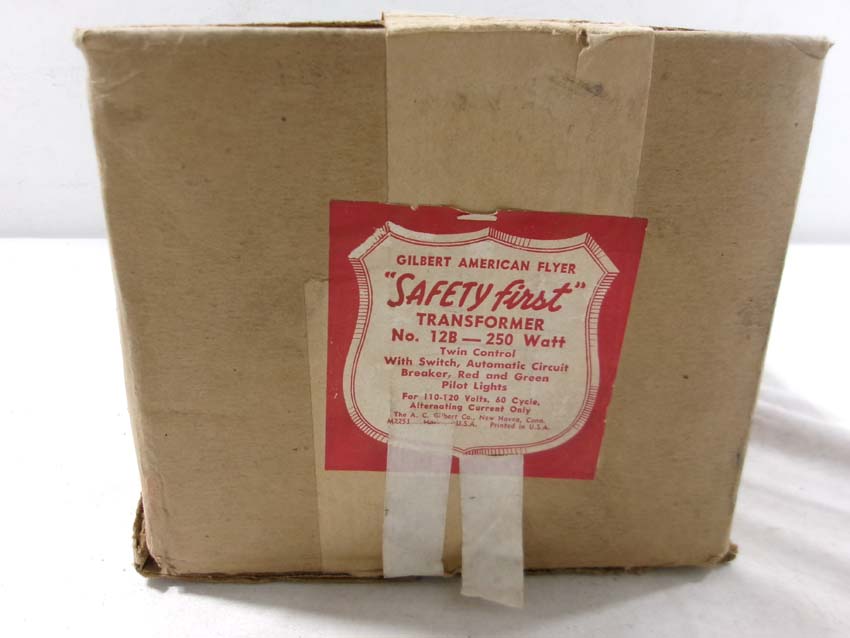 GILBERT AMERICAN FLYER
"SAFETY first"
TRANSFORMER
No. 12B — 250 Watt
Twin Control
With Switch, Automatic Circuit
Breaker, Red and Green
Pilot Lights
For 110-120 Volts, 60 Cycle,
Alternating Current Only
The A. C. Gilbert Co., New Haven, Conn.
M2251 U.S.A. Printed in U.S.A.